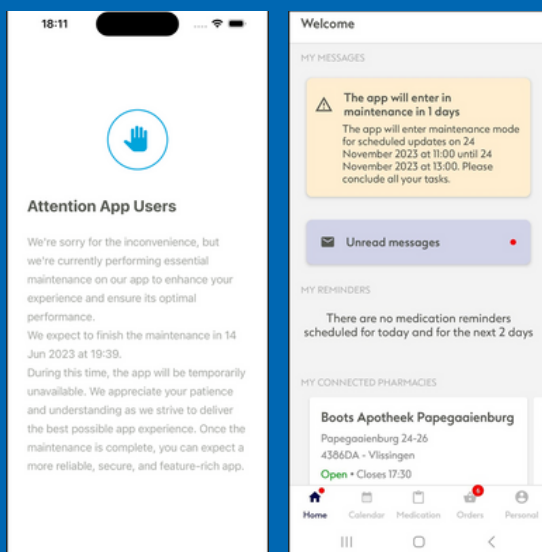 18:11
Attention App Users
We're sorry for the inconvenience, but
we're currently performing essential
maintenance on our app to enhance your
experience and ensure its optimal
performance.
We expect to finish the maintenance in 14
Jun 2023 at 19:39.
During this time, the app will be temporarily
unavailable. We appreciate your patience
and understanding as we strive to deliver
the best possible app experience. Once the
maintenance is complete, you can expect a
more reliable, secure, and feature-rich app.
Welcome
MY MESSAGES
The app will enter in
maintenance in 1 days
The app will enter maintenance mode
for scheduled updates on 24
November 2023 at 11:00 until 24
November 2023 at 13:00. Please
conclude all your tasks.
Unread messages
MY REMINDERS
There are no medication reminders
scheduled for today and for the next 2 days
MY CONNECTED PHARMACIES
Boots Apotheek Papegaaienburg
Papegaaienburg 24-26
4386DA - Vlissingen
Open • Closes 17:30
Home Calendar Medication Orders Personal